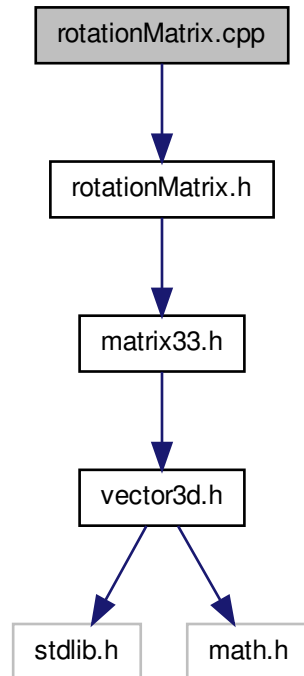 rotationMatrix.cpp
rotationMatrix.h
matrix33.h
vector3d.h
stdlib.h
math.h